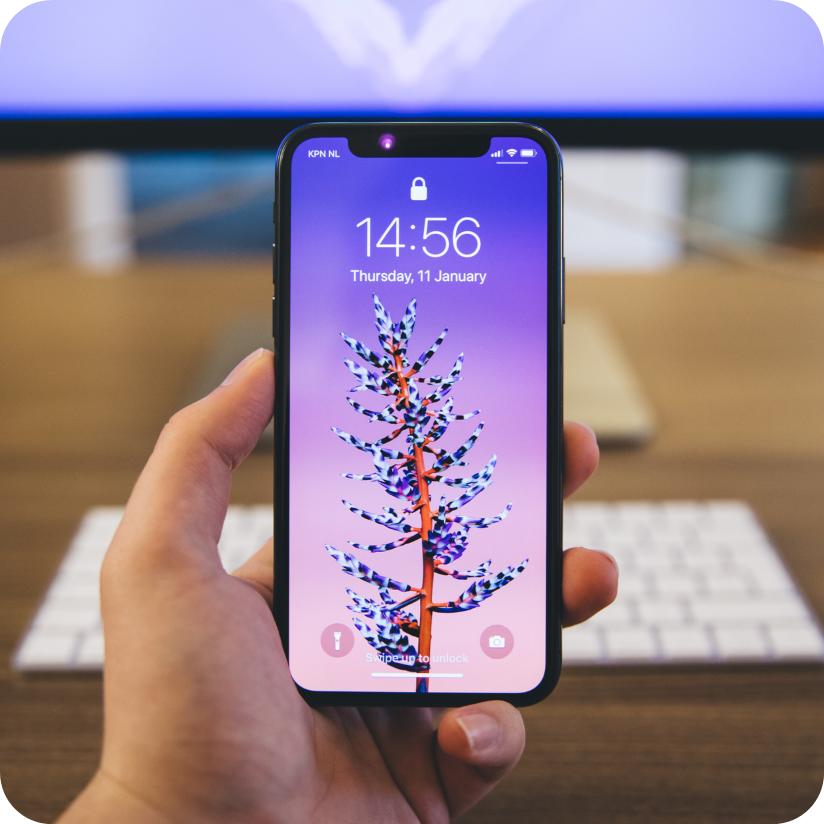 KPN NL
14:56
Thursday, 11 January
Swipe up to unlock